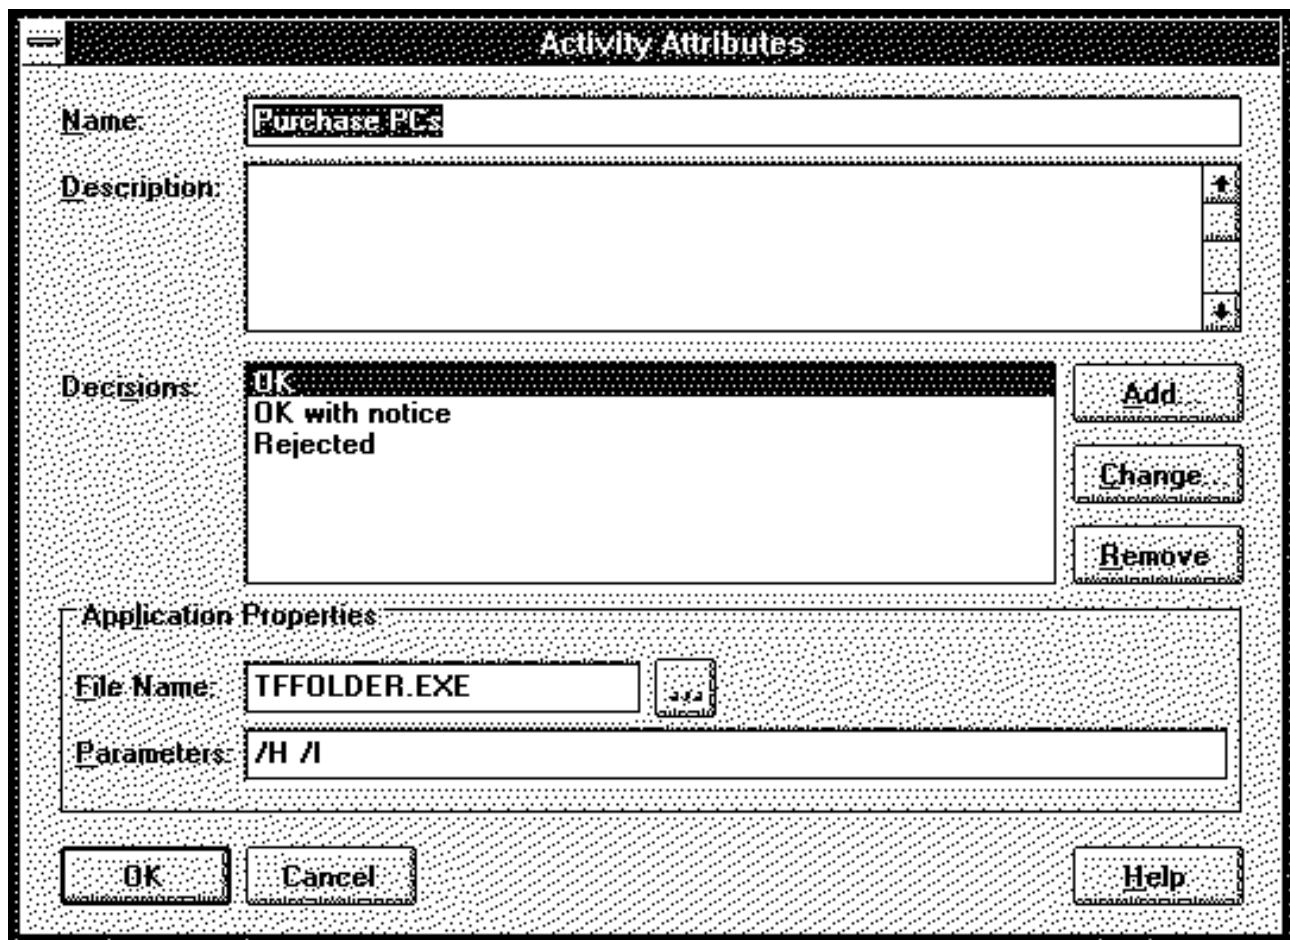 Activity Attributes
Name: Purchase PCs
Description:
Decisions: OK
OK with notice
Rejected
Add...
Change...
Remove
Application Properties
File Name: TFFOLDER.EXE ...
Parameters: /H /I
OK Cancel Help